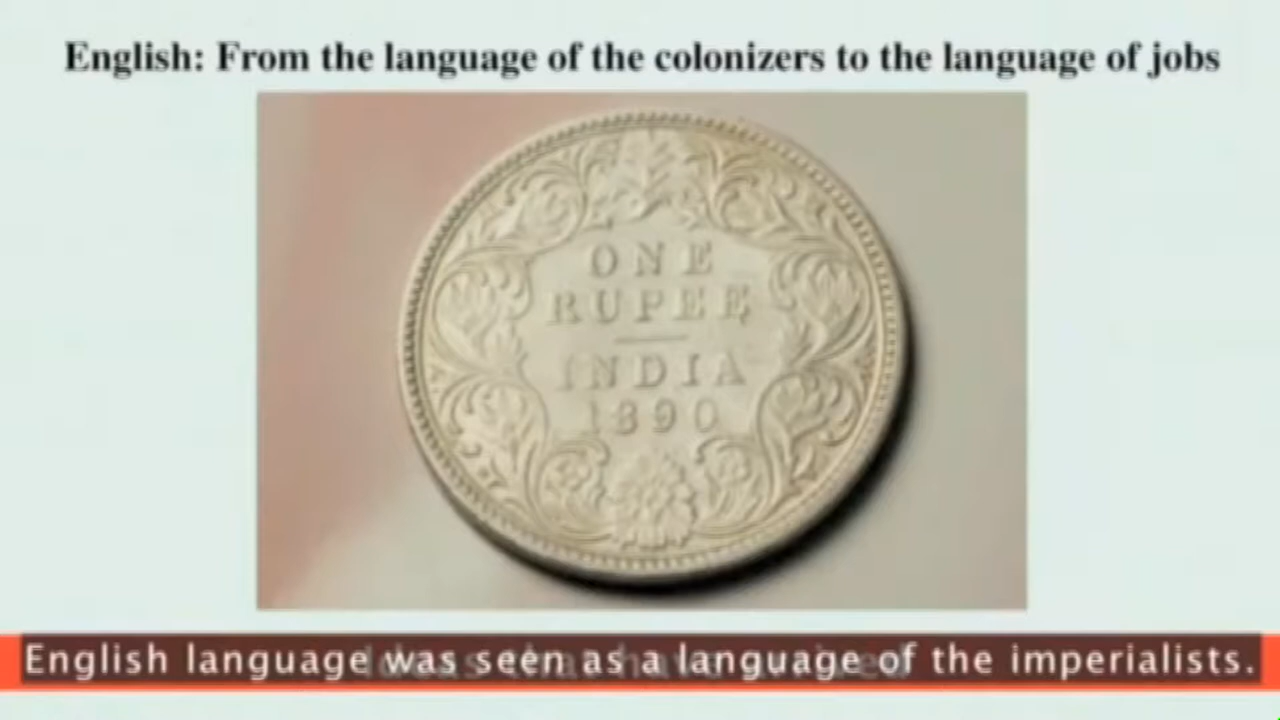 English: From the language of the colonizers to the language of jobs
ONE
RUPEE
INDIA
1890
English language was seen as a language of the imperialists.